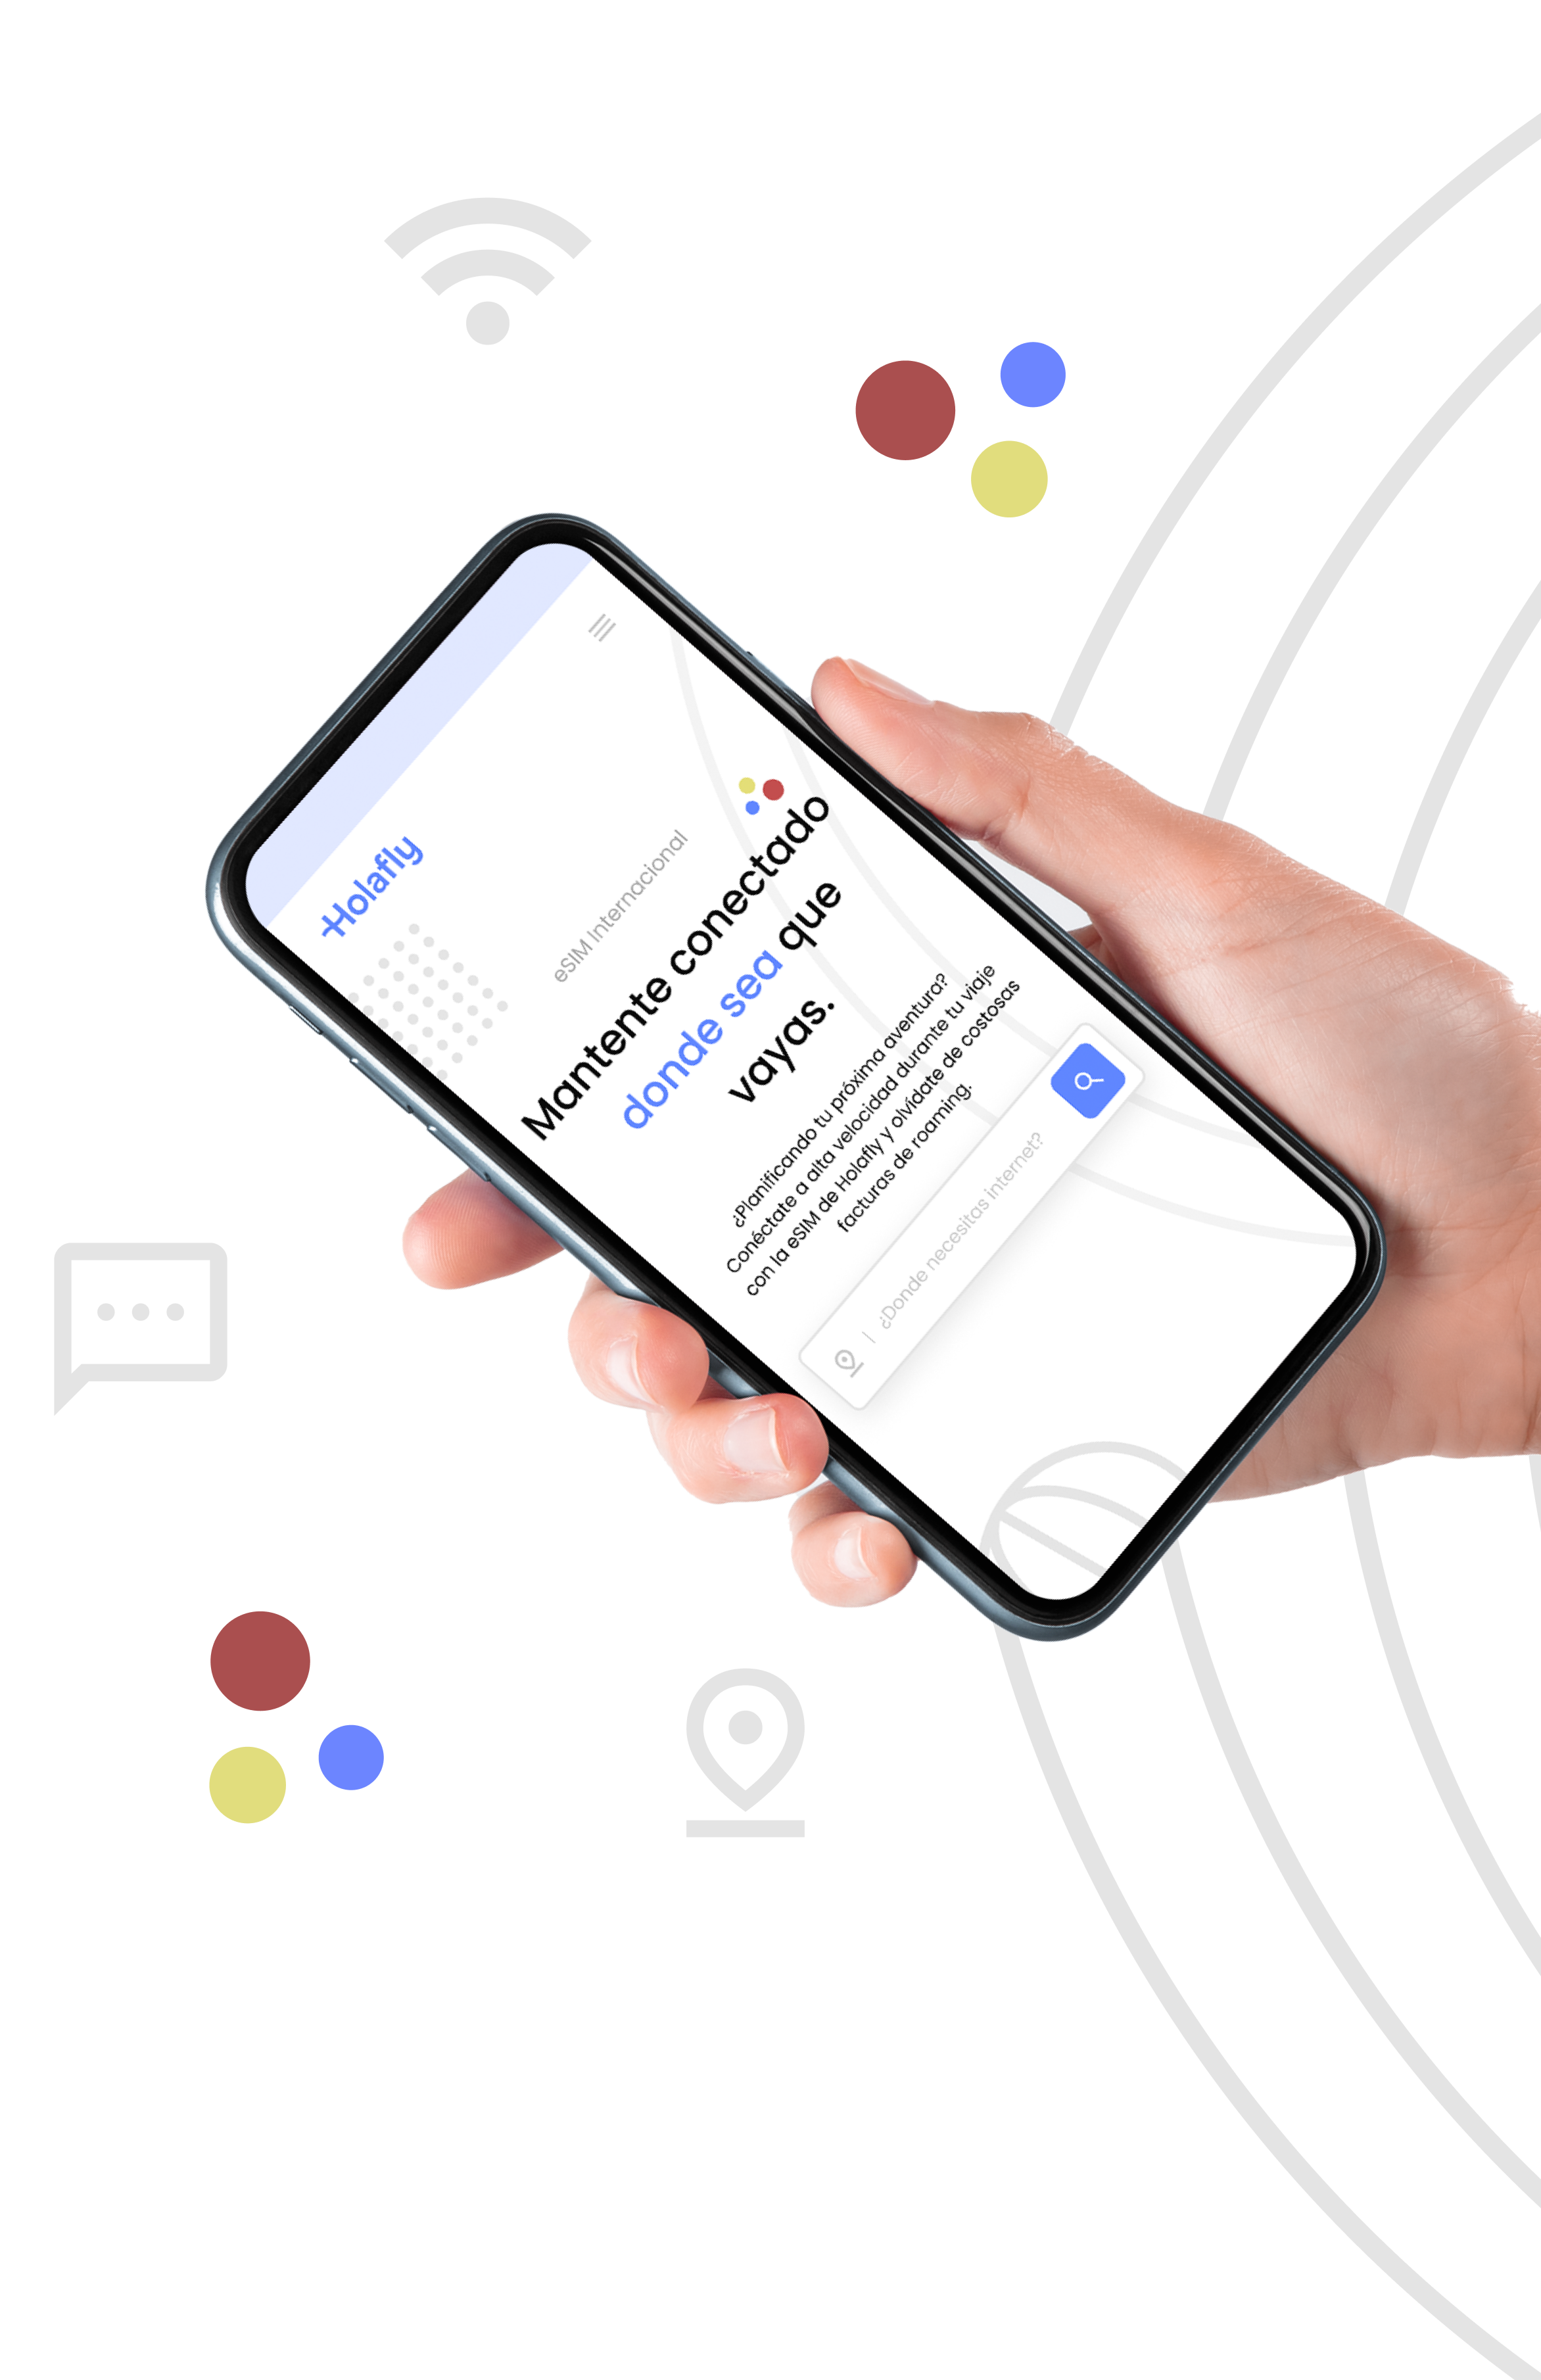 Holafly
eSIM Internacional
Mantente conectado
donde sea que
vayas.
¿Planificando tu próxima aventura?
Conéctate a alta velocidad durante tu viaje
con la eSIM de Holafly y olvídate de costosas
facturas de roaming.
¿Donde necesitas internet?